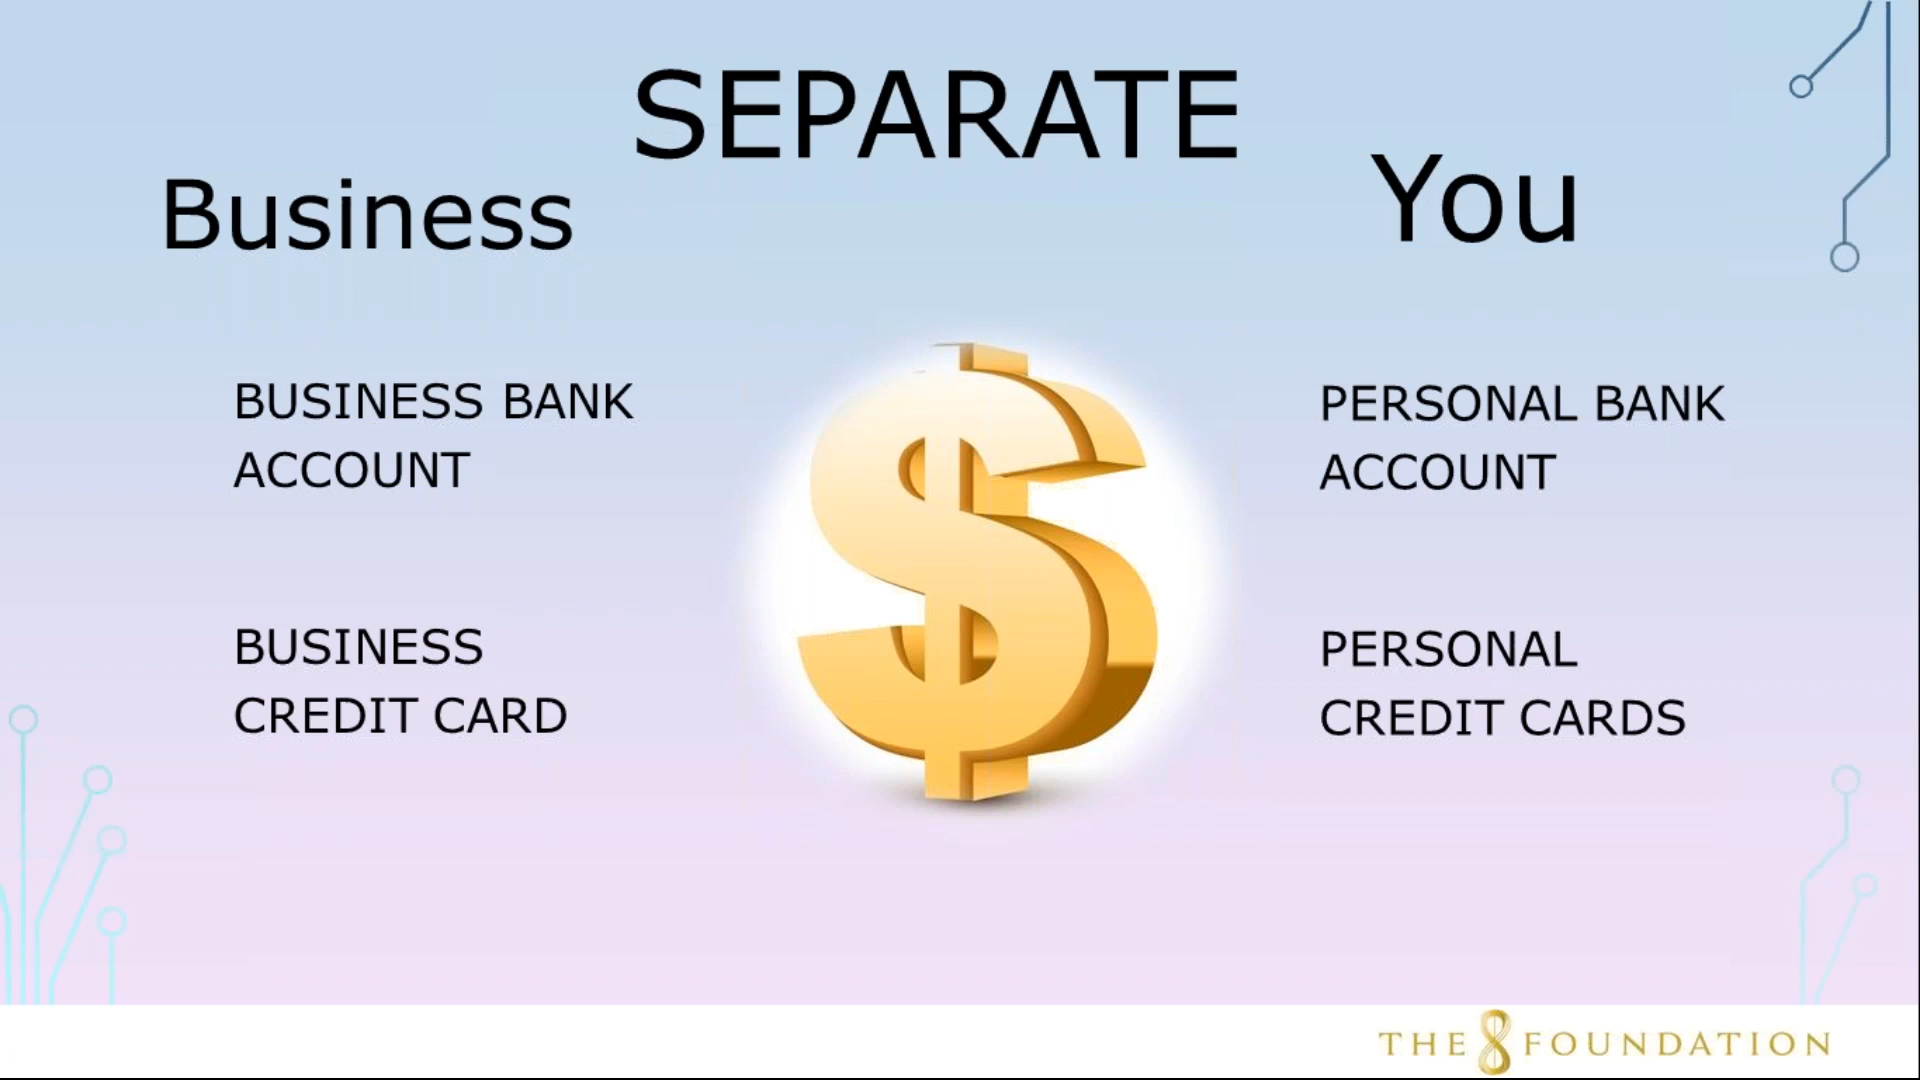 SEPARATE
Business
You
BUSINESS BANK
ACCOUNT
BUSINESS
CREDIT CARD
PERSONAL BANK
ACCOUNT
PERSONAL
CREDIT CARDS
THE 8 FOUNDATION